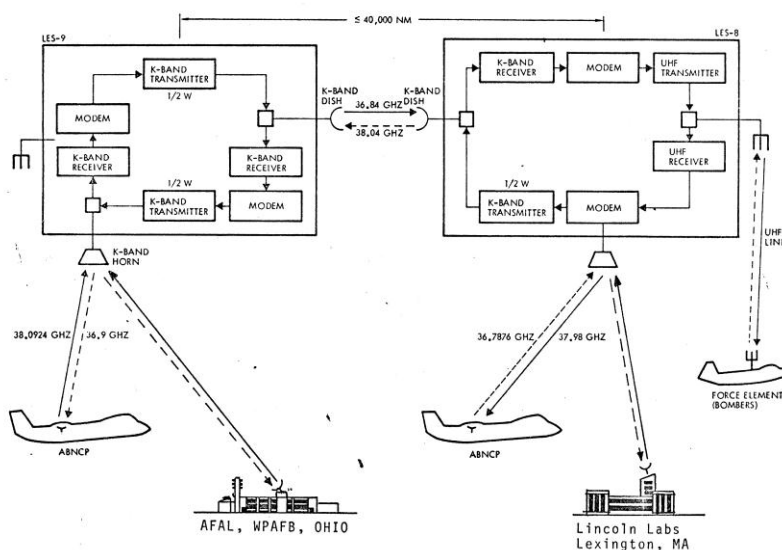 ≤ 40,000 NM
LES-9
LES-8
K-BAND
TRANSMITTER
1/2 W
MODEM
K-BAND
RECEIVER
K-BAND
RECEIVER
1/2 W
K-BAND
TRANSMITTER
MODEM
K-BAND
DISH
K-BAND
DISH
36.84 GHZ
38.04 GHZ
K-BAND
RECEIVER
MODEM
UHF
TRANSMITTER
UHF
RECEIVER
1/2 W
K-BAND
TRANSMITTER
MODEM
K-BAND
HORN
UHF
LINK
38.0924 GHZ
36.9 GHZ
36.7876 GHZ
37.98 GHZ
ABNCP
ABNCP
FORCE ELEMENT
(BOMBERS)
AFAL, WPAFB, OHIO
Lincoln Labs
Lexington, MA